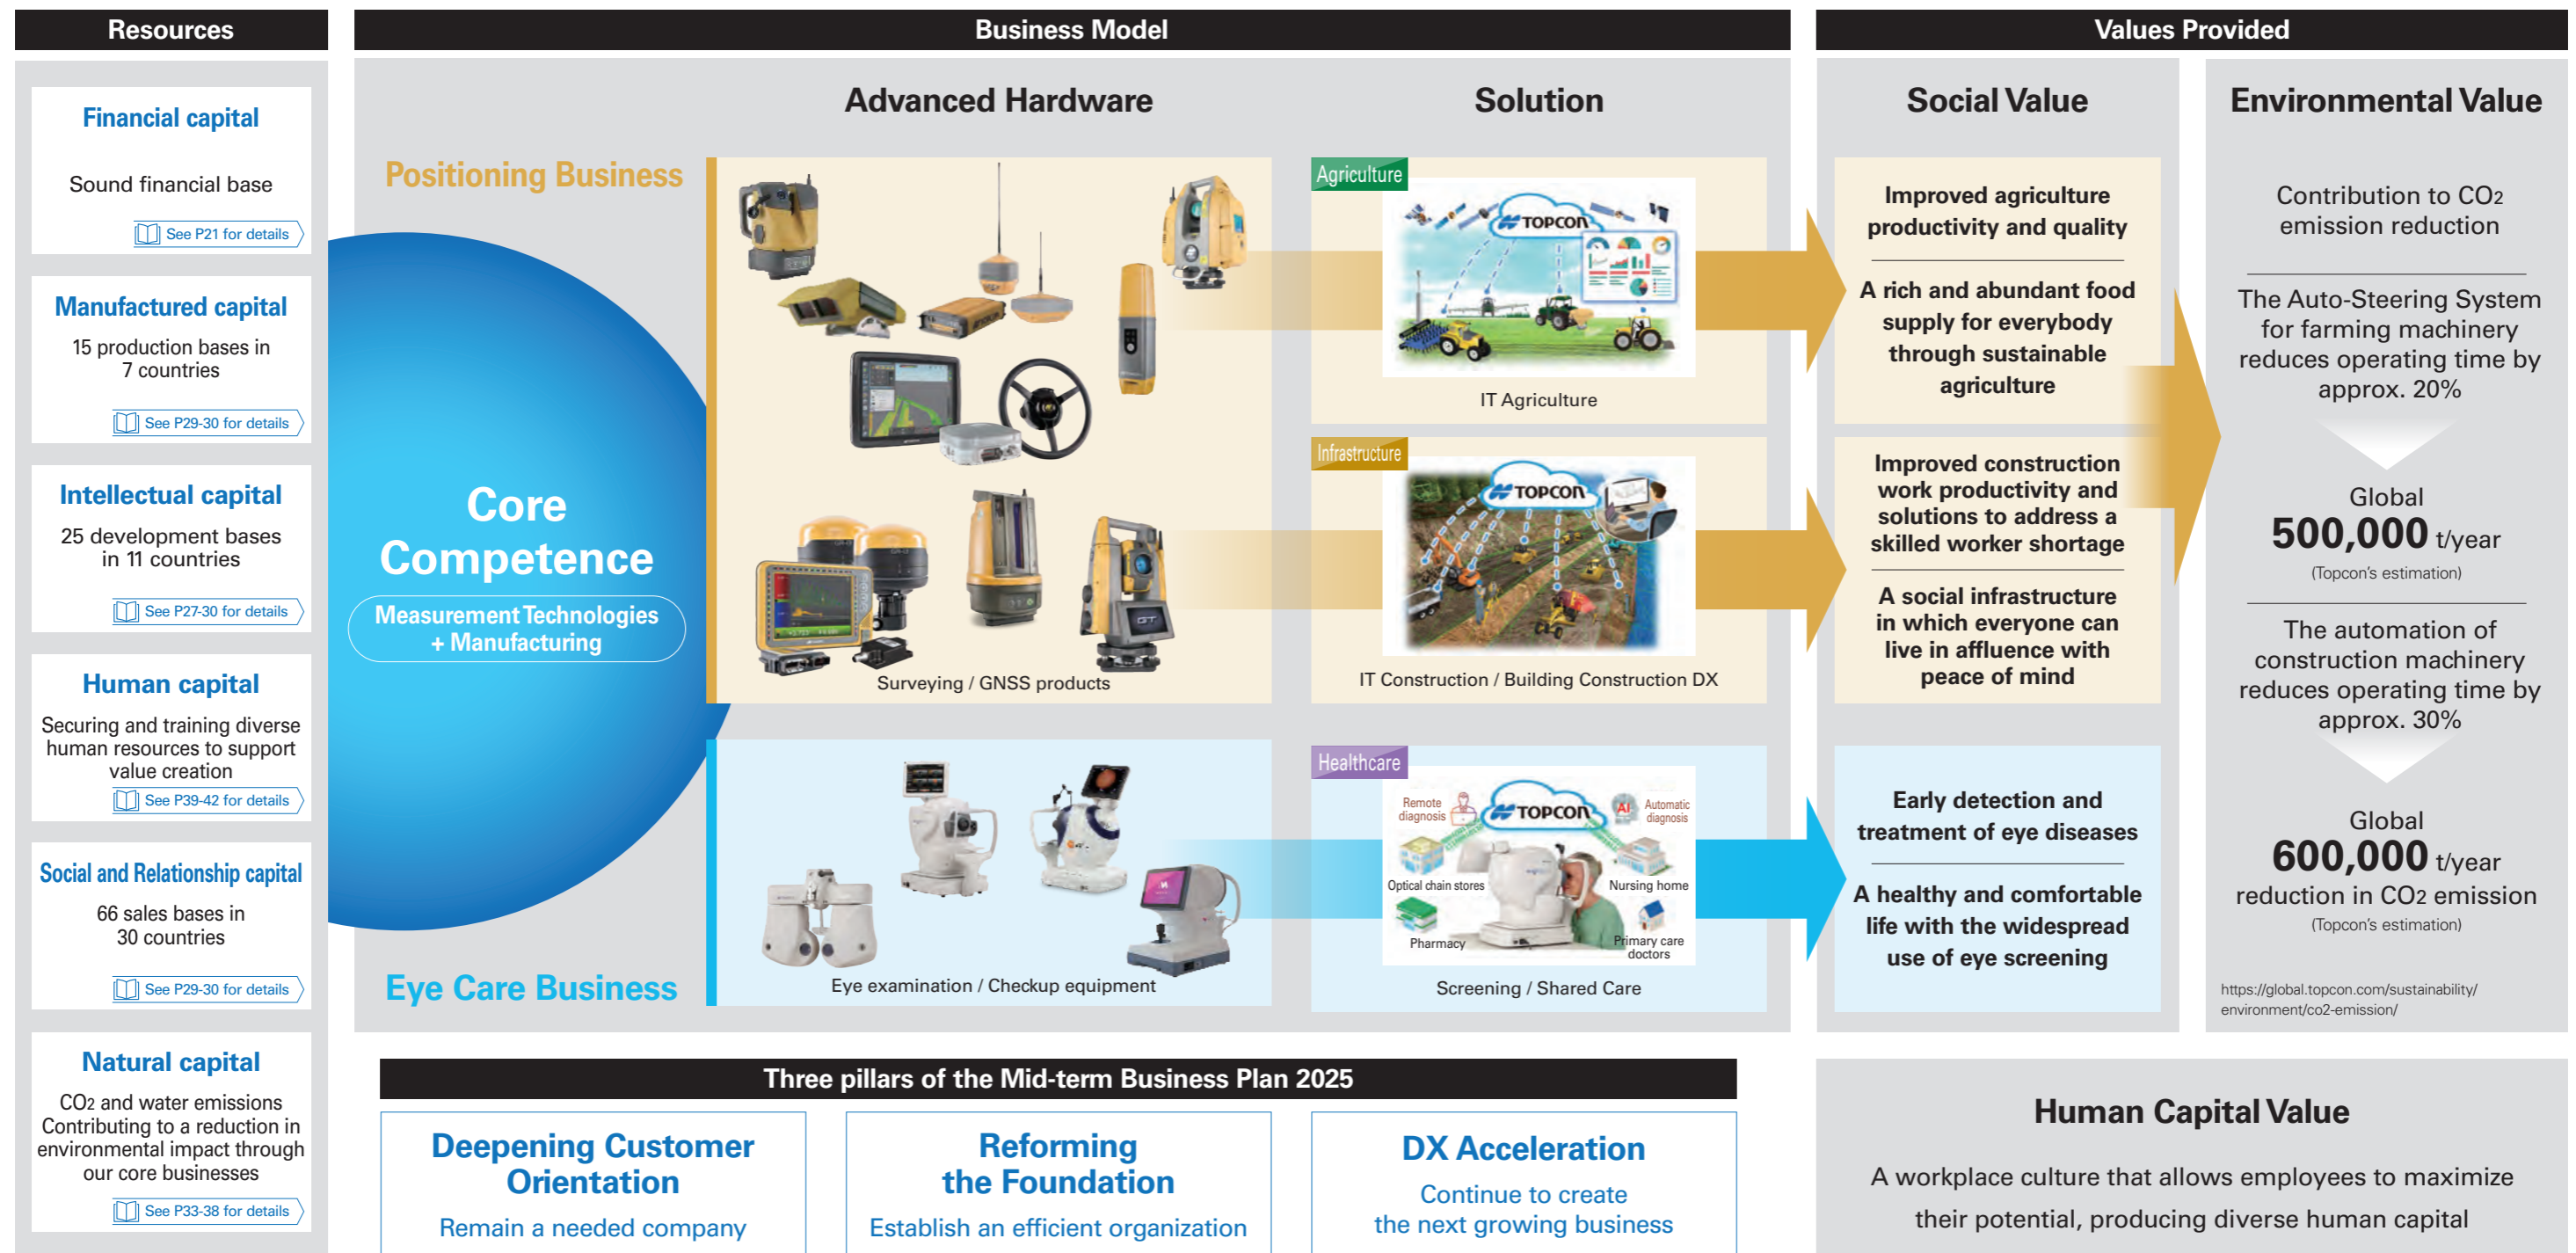 Resources
Financial capital
Sound financial base
See P21 for details
Manufactured capital
15 production bases in
7 countries
See P29-30 for details
Intellectual capital
25 development bases
in 11 countries
See P27-30 for details
Human capital
Securing and training diverse
human resources to support
value creation
See P39-42 for details
Social and Relationship capital
66 sales bases in
30 countries
See P29-30 for details
Natural capital
CO2 and water emissions
Contributing to a reduction in
environmental impact through
our core businesses
See P33-38 for details
Business Model
Core
Competence
Measurement Technologies
+ Manufacturing
Advanced Hardware
Solution
Positioning Business
Surveying / GNSS products
GT
Agriculture
TOPCON
IT Agriculture
Infrastructure
TOPCON
IT Construction / Building Construction DX
Eye Care Business
Eye examination / Checkup equipment
Healthcare
Remote
diagnosis
TOPCON
AI
Automatic
diagnosis
Optical chain stores
Nursing home
Pharmacy
Primary care
doctors
Screening / Shared Care
Values Provided
Social Value
Improved agriculture
productivity and quality
A rich and abundant food
supply for everybody
through sustainable
agriculture
Improved construction
work productivity and
solutions to address a
skilled worker shortage
A social infrastructure
in which everyone can
live in affluence with
peace of mind
Early detection and
treatment of eye diseases
A healthy and comfortable
life with the widespread
use of eye screening
Environmental Value
Contribution to CO2
emission reduction
The Auto-Steering System
for farming machinery
reduces operating time by
approx. 20%
Global
500,000 t/year
(Topcon's estimation)
The automation of
construction machinery
reduces operating time by
approx. 30%
Global
600,000 t/year
reduction in CO2 emission
(Topcon's estimation)
https://global.topcon.com/sustainability/
environment/co2-emission/
Three pillars of the Mid-term Business Plan 2025
Deepening Customer
Orientation
Remain a needed company
Reforming
the Foundation
Establish an efficient organization
DX Acceleration
Continue to create
the next growing business
Human Capital Value
A workplace culture that allows employees to maximize
their potential, producing diverse human capital